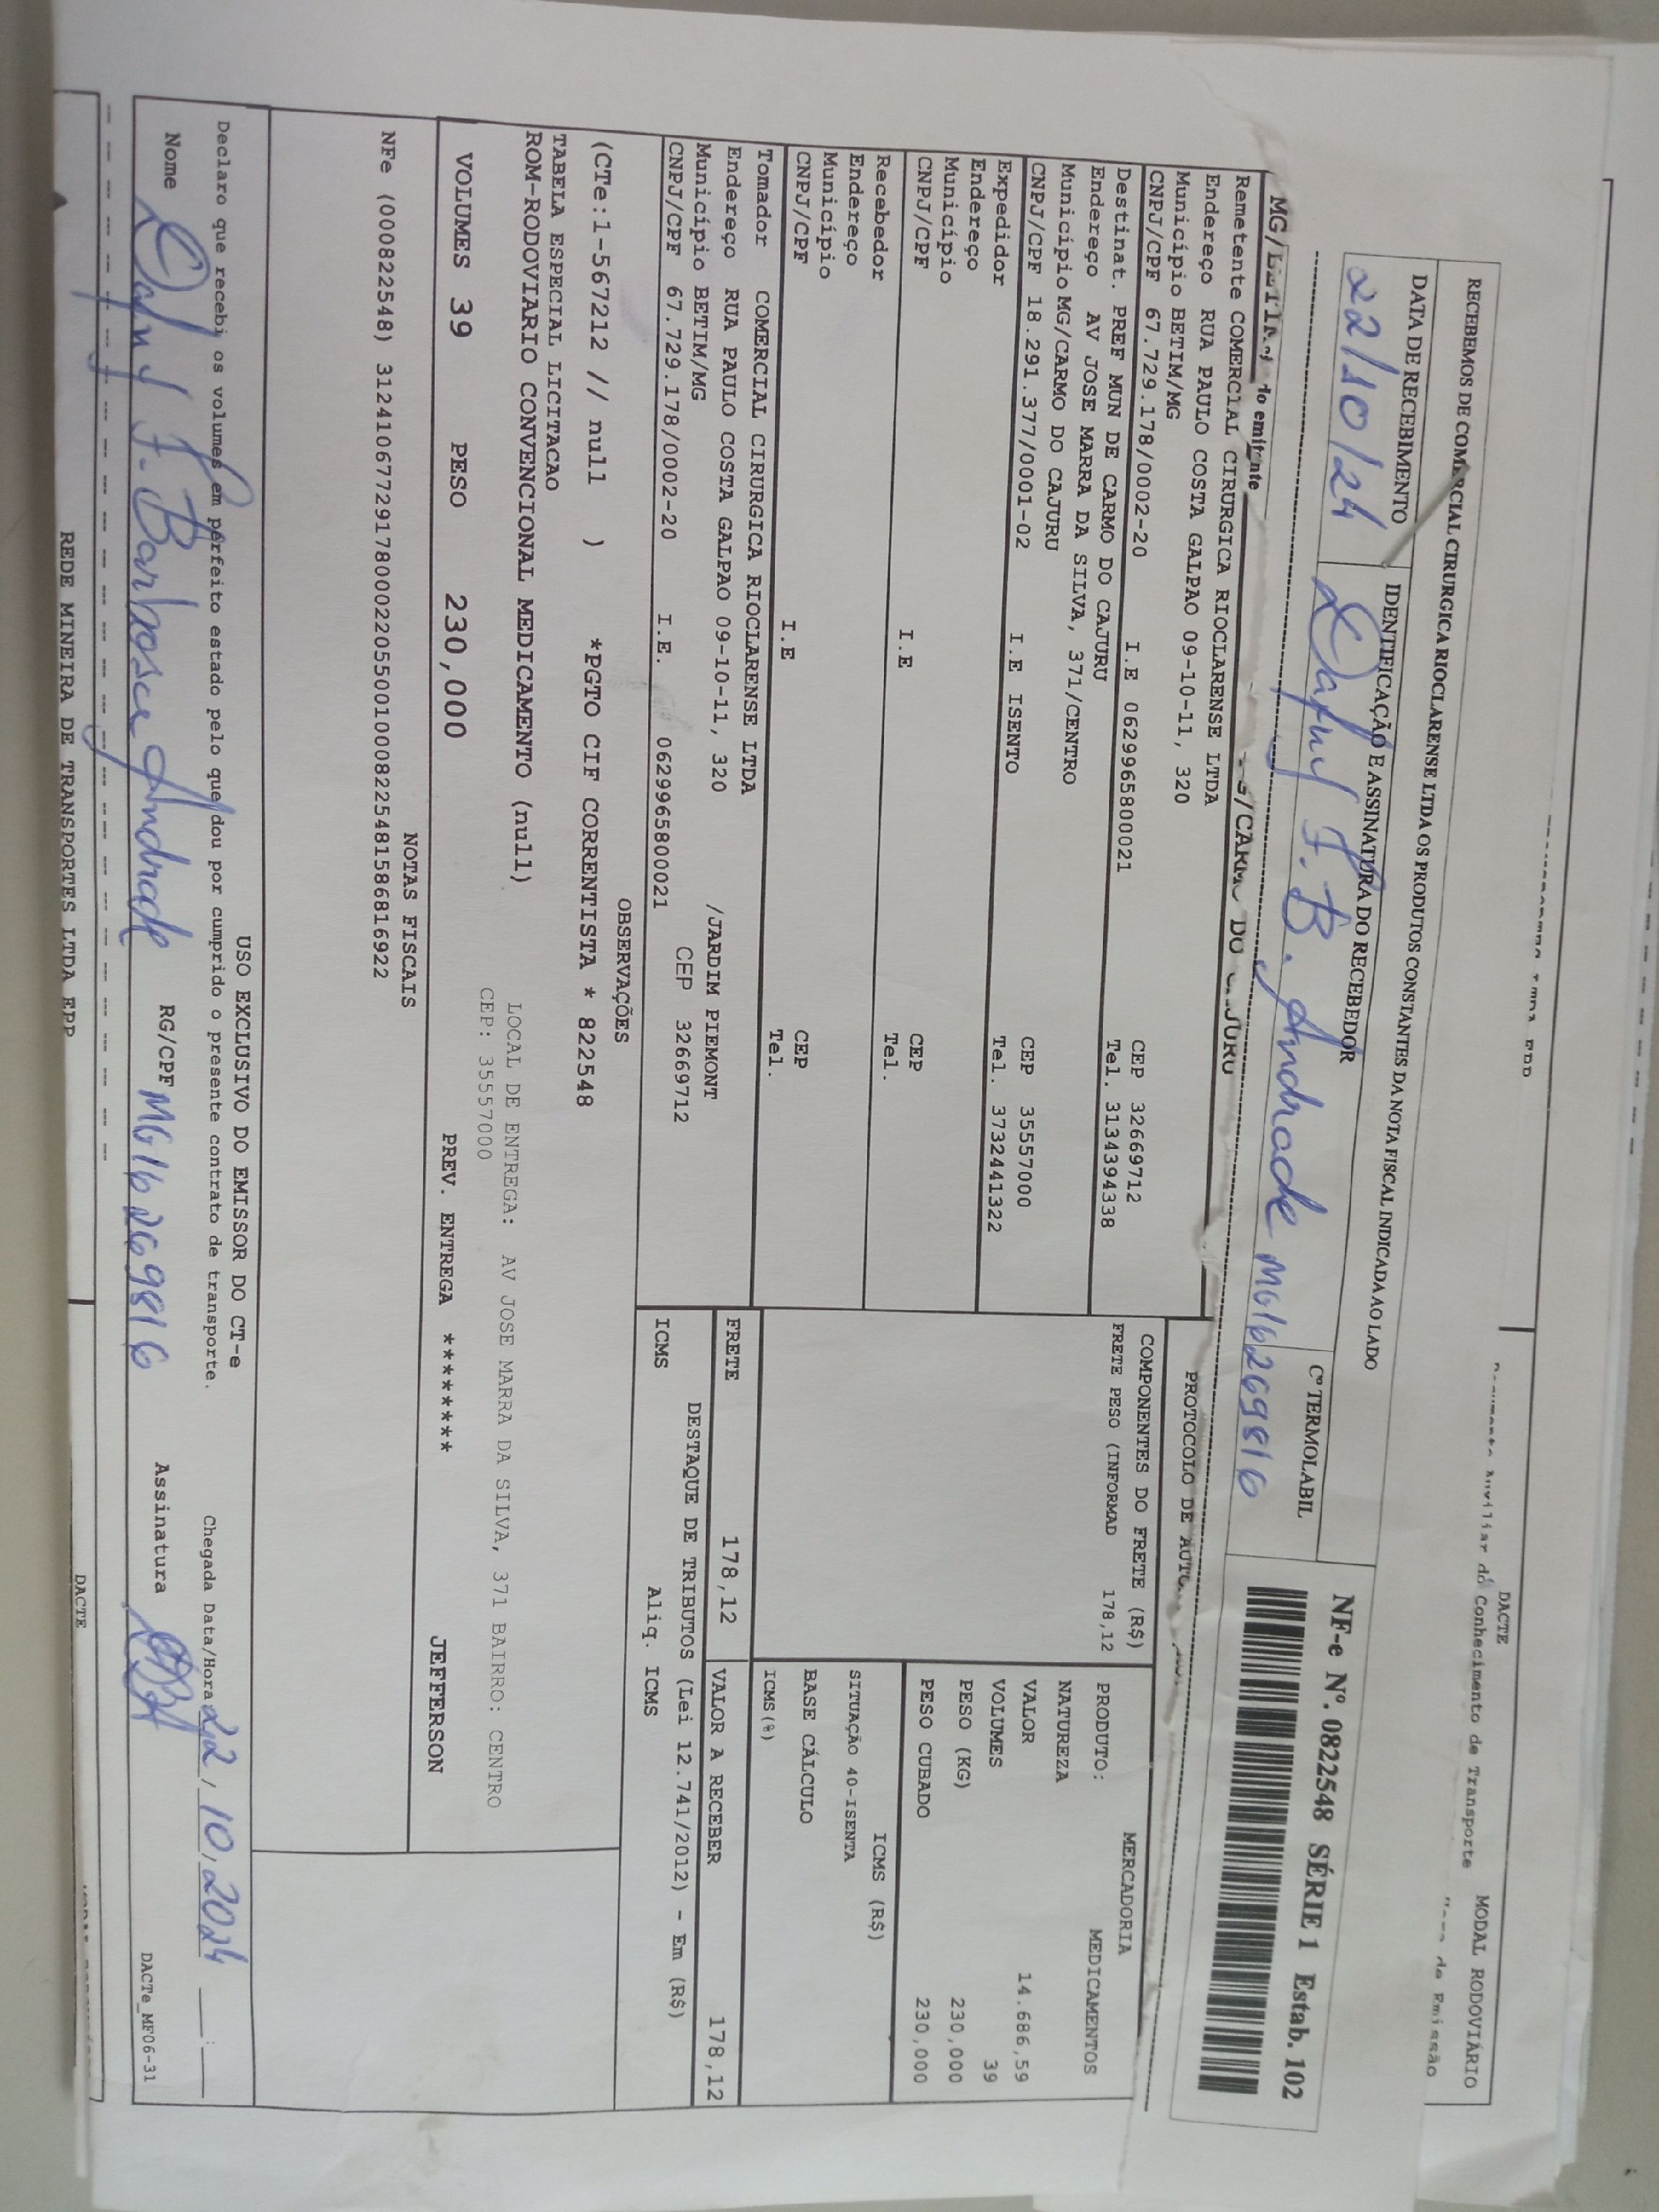 DACTE
Conhecimento de Transporte
MODAL RODOVIÁRIO
RECEBEMOS DE COMERCIAL CIRURGICA RIOCLARENSE LTDA OS PRODUTOS CONSTANTES DA NOTA FISCAL INDICADA AO LADO
DATA DE RECEBIMENTO IDENTIFICAÇÃO E ASSINATURA DO RECEBEDOR Cº TERMOLABIL
22/10/24 F. B. Andrade MG16269816
NF-e Nº. 0822548 SÉRIE 1 Estab. 102
PROTOCOLO DE
Remetente COMERCIAL CIRURGICA RIOCLARENSE LTDA
Endereço RUA PAULO COSTA GALPAO 09-10-11, 320
Município BETIM/MG CEP 32669712
CNPJ/CPF 67.729.178/0002-20 I.E 0629965800021 Tel. 3134394338
Destinat. PREF MUN DE CARMO DO CAJURU
Endereço AV JOSE MARRA DA SILVA, 371/CENTRO
Município MG/CARMO DO CAJURU CEP 35557000
CNPJ/CPF 18.291.377/0001-02 I.E ISENTO Tel. 3732441322
Expedidor
Endereço
Município CEP
CNPJ/CPF I.E Tel.
Recebedor
Endereço
Município CEP
CNPJ/CPF I.E Tel.
Tomador COMERCIAL CIRURGICA RIOCLARENSE LTDA
Endereço RUA PAULO COSTA GALPAO 09-10-11, 320 /JARDIM PIEMONT
Município BETIM/MG CEP 32669712
CNPJ/CPF 67.729.178/0002-20 I.E. 0629965800021
COMPONENTES DO FRETE (R$)
FRETE PESO (INFORMAD 178,12
MERCADORIA
PRODUTO: MEDICAMENTOS
NATUREZA
VALOR 14.686,59
VOLUMES 39
PESO (KG) 230,000
PESO CUBADO 230,000
ICMS (R$)
SITUAÇÃO 40-ISENTA
BASE CÁLCULO
ICMS(%)
FRETE 178,12 VALOR A RECEBER 178,12
DESTAQUE DE TRIBUTOS (Lei 12.741/2012) - Em (R$)
ICMS Aliq. ICMS
OBSERVAÇÕES
(CTe:1-567212 // null ) *PGTO CIF CORRENTISTA * 822548
TABELA ESPECIAL LICITACAO
ROM-RODOVIARIO CONVENCIONAL MEDICAMENTO (null)
LOCAL DE ENTREGA: AV JOSE MARRA DA SILVA, 371 BAIRRO: CENTRO
CEP: 35557000
VOLUMES 39 PESO 230,000 PREV. ENTREGA ******** JEFFERSON
NOTAS FISCAIS
NFe (000822548) 31241067729178000220550010008225481586816922
USO EXCLUSIVO DO EMISSOR DO CT-e
Declaro que recebi os volumes em perfeito estado pelo que dou por cumprido o presente contrato de transporte. Chegada Data/Hora 22, 10, 2024 :
Nome F. Barbosa Andrade RG/CPF MG16269816 Assinatura
DACTe_MF06-31
REDE MINEIRA DE TRANSPORTES LTDA EPP DACTE